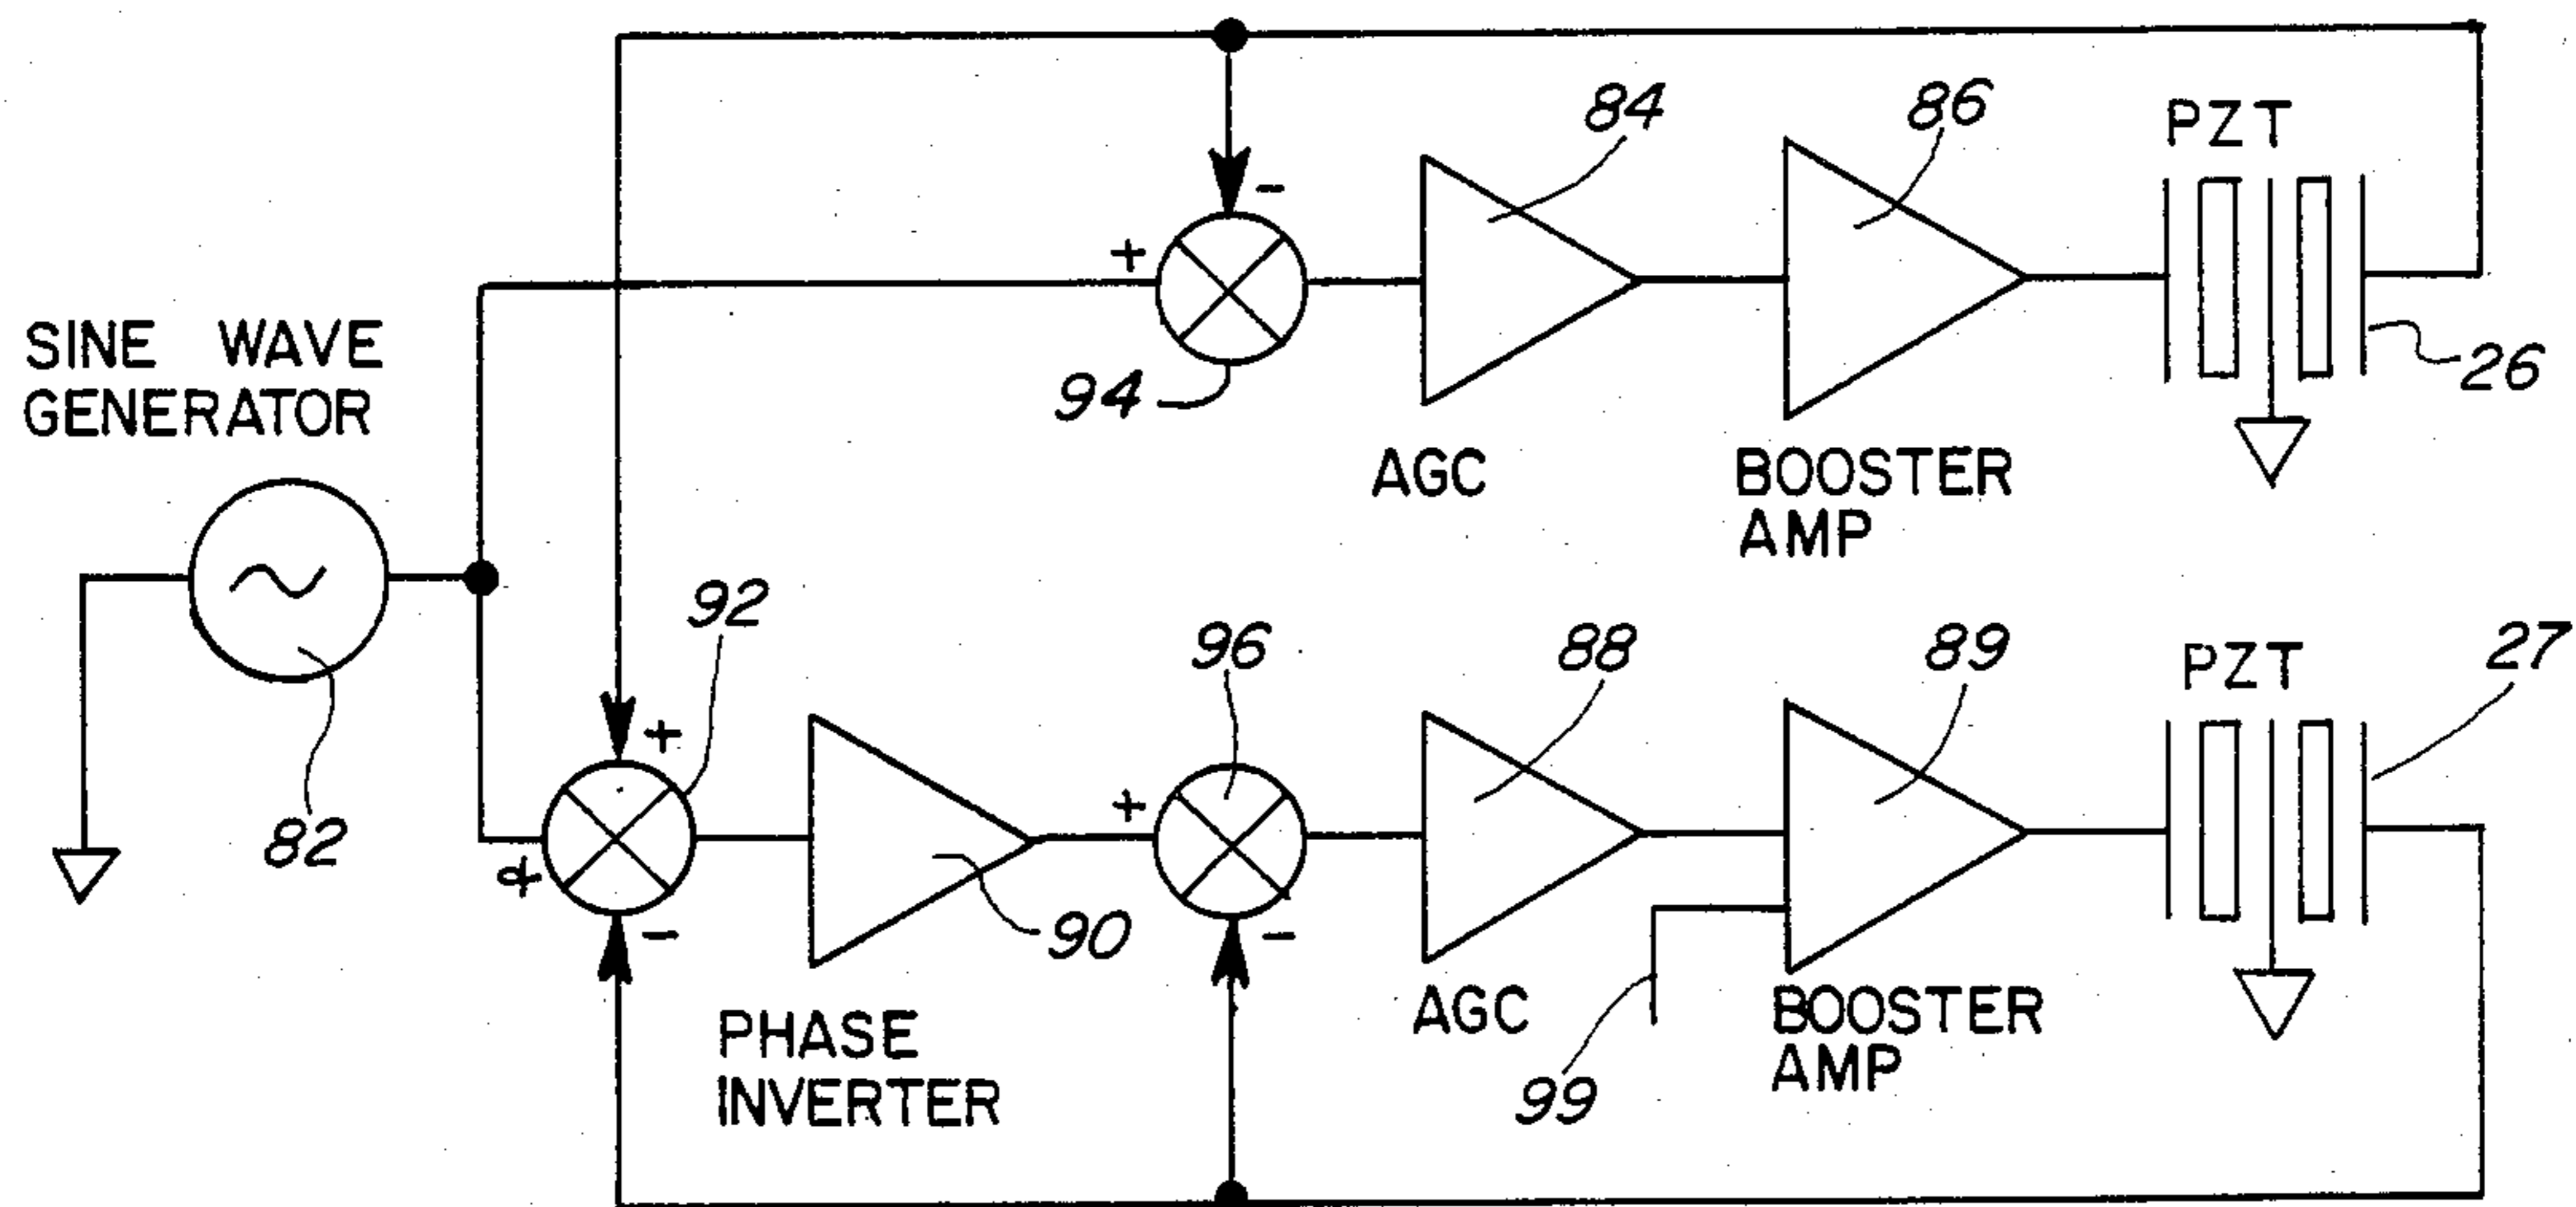 84
86
PZT
-
+
SINE WAVE
GENERATOR
94
26
AGC
BOOSTER
AMP
92
96
88
89
PZT
27
+
+
82
-
90
-
PHASE
INVERTER
AGC
99
BOOSTER
AMP